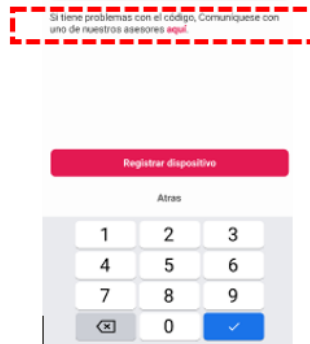 Si tiene problemas con el código, Comuniquese con
uno de nuestros asesores aquí.
Registrar dispositivo
Atras
1 2 3
4 5 6
7 8 9
0